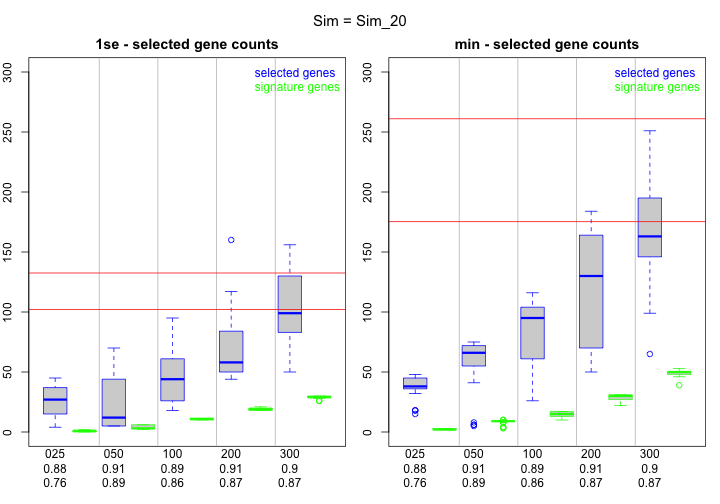 Sim = Sim_20
1se - selected gene counts
selected genes
signature genes
300
250
200
150
100
50
0
025 050 100 200 300
0.88 0.91 0.89 0.91 0.9
0.76 0.89 0.86 0.87 0.87
min - selected gene counts
selected genes
signature genes
300
250
200
150
100
50
0
025 050 100 200 300
0.88 0.91 0.89 0.91 0.9
0.76 0.89 0.86 0.87 0.87